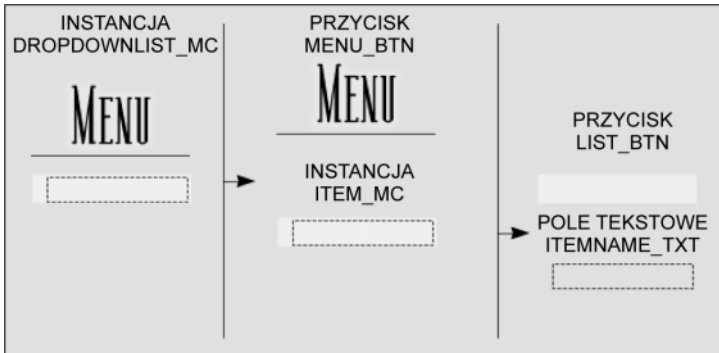 INSTANCJA
DROPDOWNLIST_MC
MENU
PRZYCISK
MENU_BTN
MENU
INSTANCJA
ITEM_MC
PRZYCISK
LIST_BTN
POLE TEKSTOWE
ITEMNAME_TXT